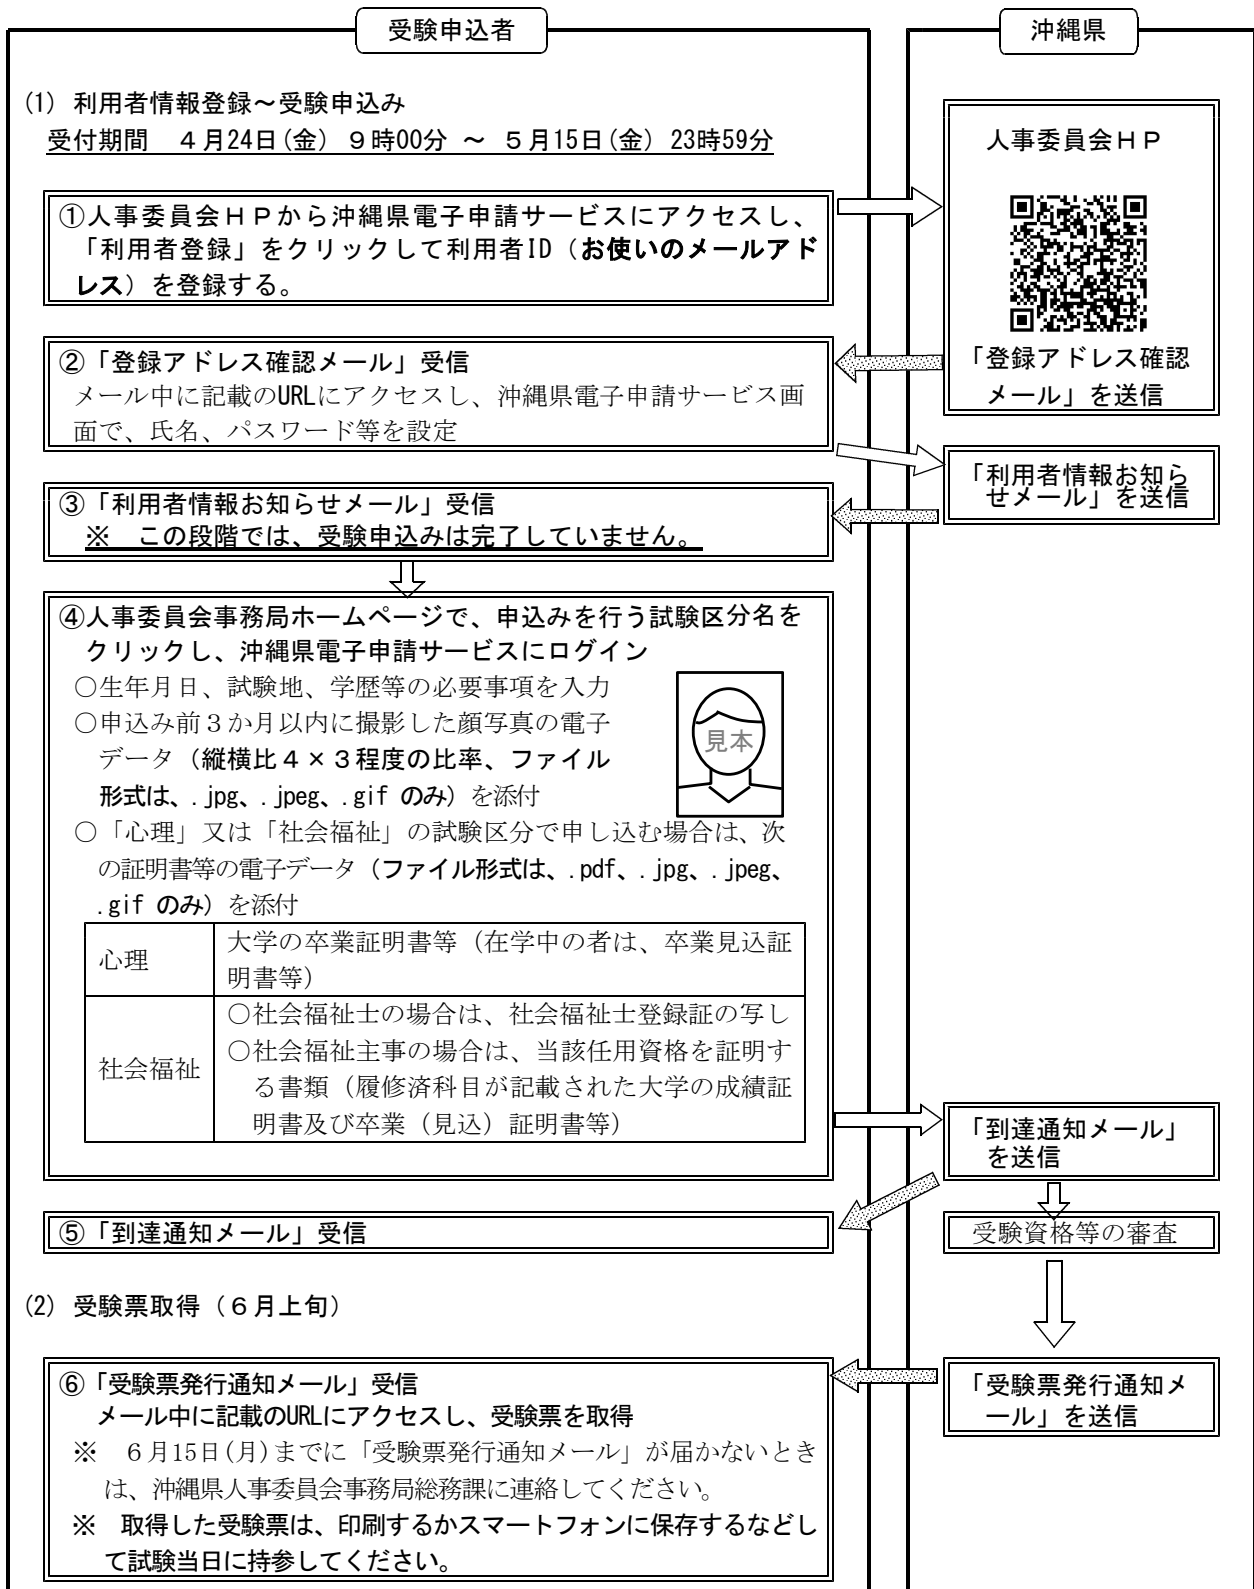 受験申込者
沖縄県
(1) 利用者情報登録～受験申込み
受付期間　４月24日(金) ９時00分 ～ ５月15日(金) 23時59分
人事委員会ＨＰ
①人事委員会ＨＰから沖縄県電子申請サービスにアクセスし、
「利用者登録」をクリックして利用者ID（お使いのメールアド
レス）を登録する。
「登録アドレス確認
メール」を送信
②「登録アドレス確認メール」受信
メール中に記載のURLにアクセスし、沖縄県電子申請サービス画
面で、氏名、パスワード等を設定
「利用者情報お知ら
せメール」を送信
③「利用者情報お知らせメール」受信
※　この段階では、受験申込みは完了していません。
④人事委員会事務局ホームページで、申込みを行う試験区分名を
クリックし、沖縄県電子申請サービスにログイン
○生年月日、試験地、学歴等の必要事項を入力
○申込み前３か月以内に撮影した顔写真の電子
データ（縦横比４×３程度の比率、ファイル
形式は、.jpg、.jpeg、.gif のみ）を添付
見本
○「心理」又は「社会福祉」の試験区分で申し込む場合は、次
の証明書等の電子データ（ファイル形式は、.pdf、.jpg、.jpeg、
.gif のみ）を添付
心理
大学の卒業証明書等（在学中の者は、卒業見込証
明書等）
社会福祉
○社会福祉士の場合は、社会福祉士登録証の写し
○社会福祉主事の場合は、当該任用資格を証明す
る書類（履修済科目が記載された大学の成績証
明書及び卒業（見込）証明書等）
「到達通知メール」
を送信
⑤「到達通知メール」受信
受験資格等の審査
(2) 受験票取得（６月上旬）
⑥「受験票発行通知メール」受信
メール中に記載のURLにアクセスし、受験票を取得
※　６月15日(月)までに「受験票発行通知メール」が届かないとき
は、沖縄県人事委員会事務局総務課に連絡してください。
※　取得した受験票は、印刷するかスマートフォンに保存するなどし
て試験当日に持参してください。
「受験票発行通知メ
ール」を送信